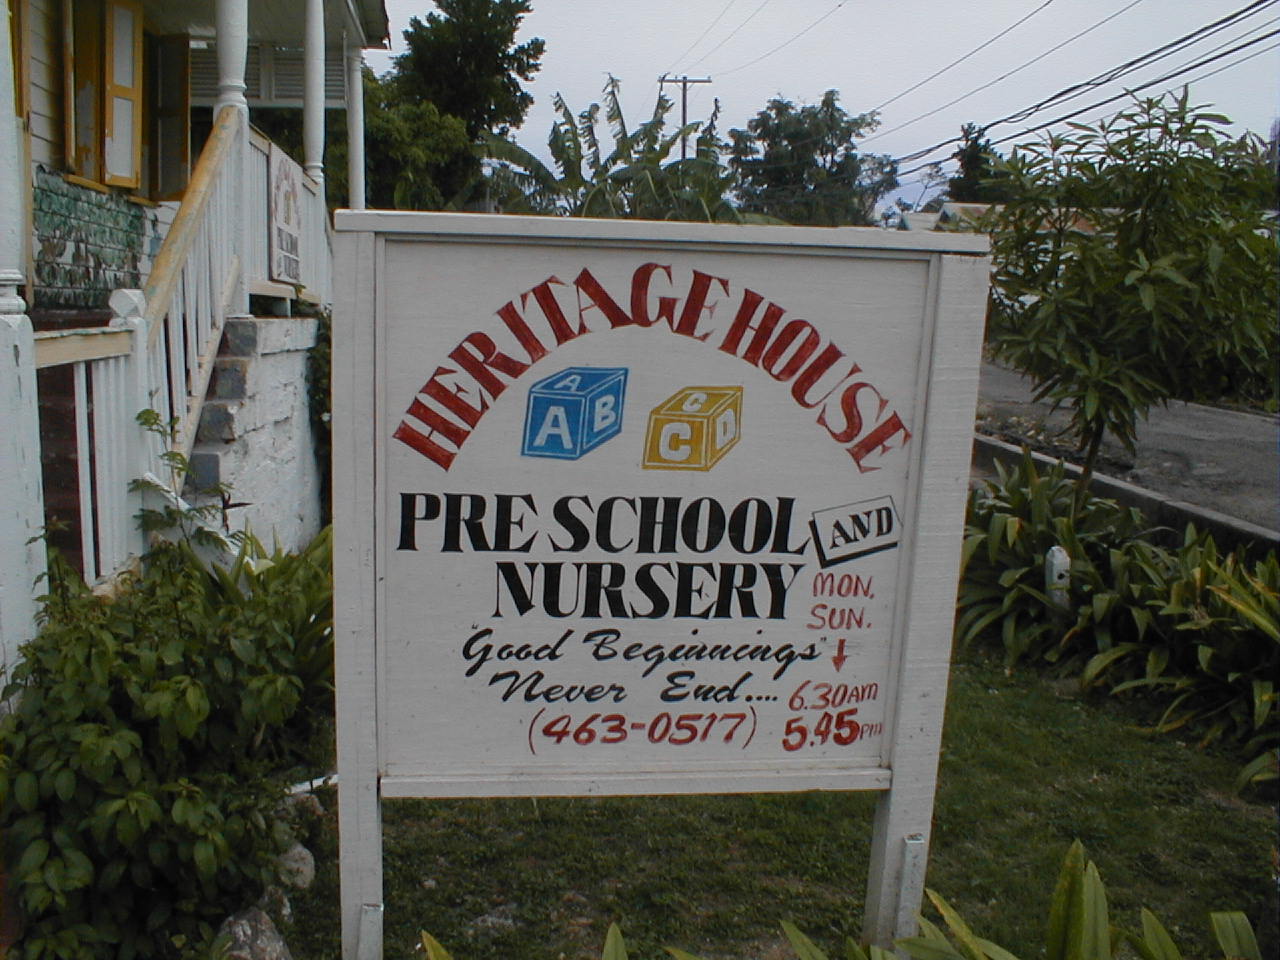 HERITAGE HOUSE
A
A B
C
C D
PRE SCHOOL AND
NURSERY
MON.
SUN.
"Good Beginnings"
Never End....
6.30AM
(463-0517)
5.45pm